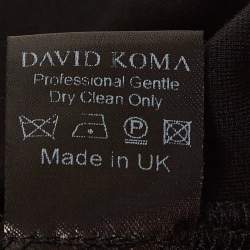 DAVID KOMA
Professional Gentle
Dry Clean Only
P
Made in UK